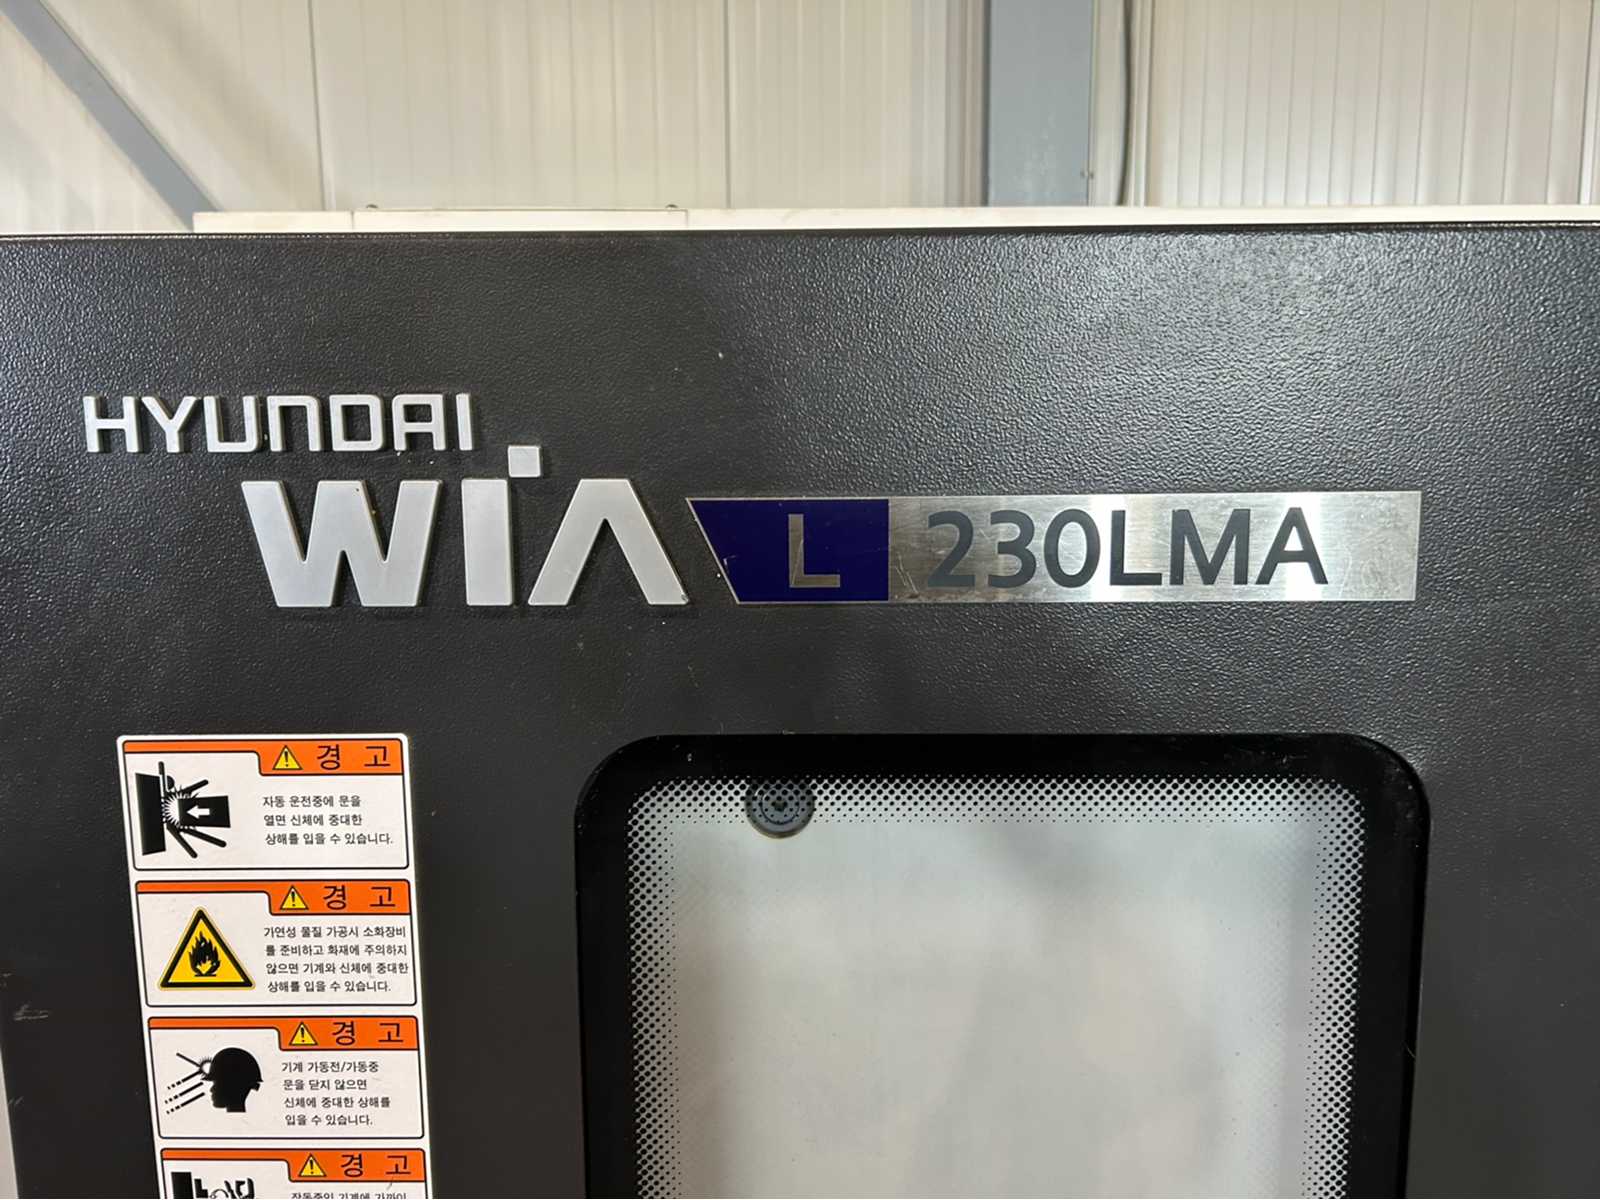 HYUNDAI
WIA
L 230LMA
경 고
자동 운전중에 문을
열면 신체에 중대한
상해를 입을 수 있습니다.
경 고
가연성 물질 가공시 소화장비
를 준비하고 화재에 주의하지
않으면 기계와 신체에 중대한
상해를 입을 수 있습니다.
경 고
기계 가동전/가동중
문을 닫지 않으면
신체에 중대한 상해를
입을 수 있습니다.
경 고